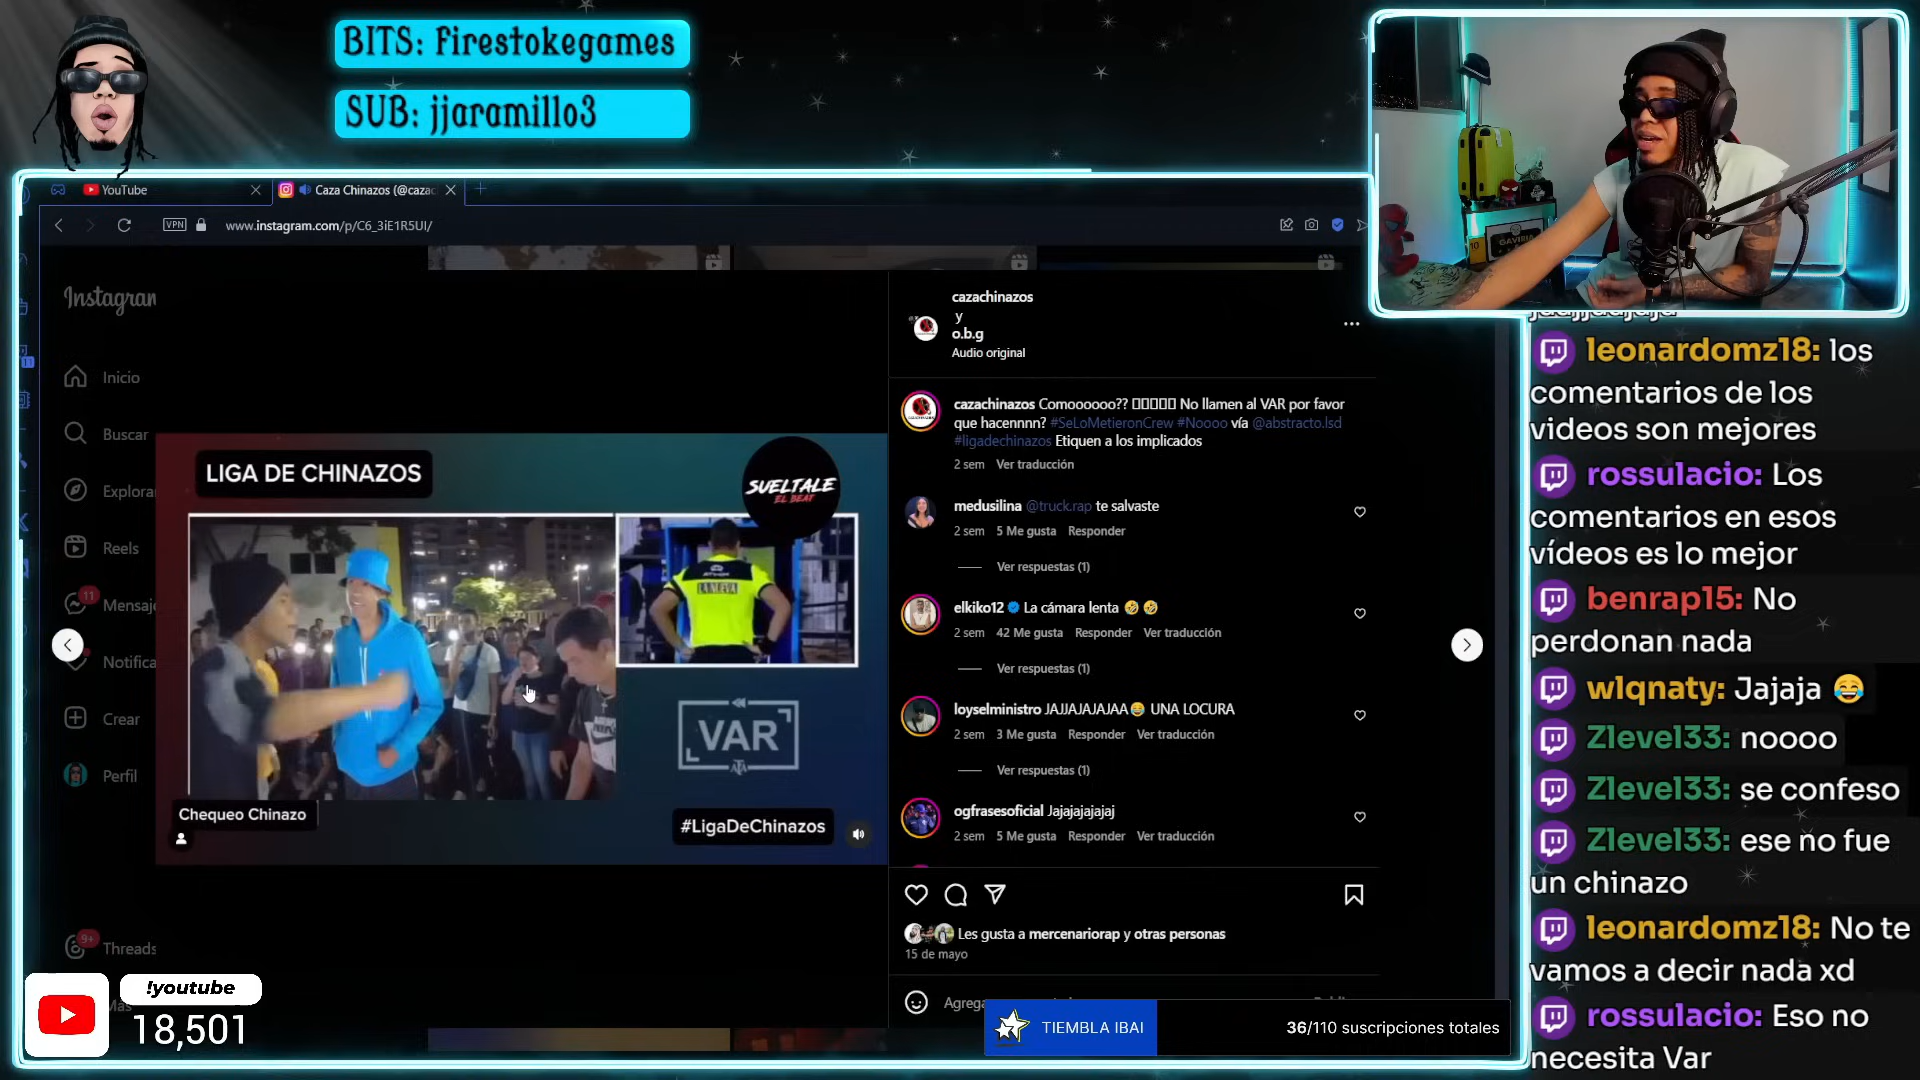 BITS: Firestokegames
SUB: jjaramillo3
YouTube
Caza Chinazos (@cazac
VPN
www.instagram.com/p/C6_3iE1R5UI/
Instagram
Inicio
Buscar
Explora
Reels
11
Mensaje
Notifica
Crear
Perfil
9+
Threads
LIGA DE CHINAZOS
SUELTALE
EL BEAT
LA NUEVA
VAR
Chequeo Chinazo
#LigaDeChinazos
cazachinazos
y
o.b.g
Audio original
cazachinazos Comoooooo?? ▯▯▯▯▯ No llamen al VAR por favor
que hacennnn? #SeLoMetieronCrew #Noooo vía @abstracto.lsd
#ligadechinazos Etiquen a los implicados
2 sem Ver traducción
medusilina @truck.rap te salvaste
2 sem 5 Me gusta Responder
Ver respuestas (1)
elkiko12 La cámara lenta 🤣🤣
2 sem 42 Me gusta Responder Ver traducción
Ver respuestas (1)
loyselministro JAJJAJAJAJAA😂 UNA LOCURA
2 sem 3 Me gusta Responder Ver traducción
Ver respuestas (1)
ogfrasesoficial Jajajajajajaj
2 sem 5 Me gusta Responder Ver traducción
Les gusta a mercenariorap y otras personas
15 de mayo
Agrega
!youtube
18,501
TIEMBLA IBAI
36/110 suscripciones totales
GAVIRIA
10
leonardomz18: los
comentarios de los
videos son mejores
rossulacio: Los
comentarios en esos
vídeos es lo mejor
benrap15: No
perdonan nada
wlqnaty: Jajaja 😂
Zlevel33: noooo
Zlevel33: se confeso
Zlevel33: ese no fue
un chinazo
leonardomz18: No te
vamos a decir nada xd
rossulacio: Eso no
necesita Var